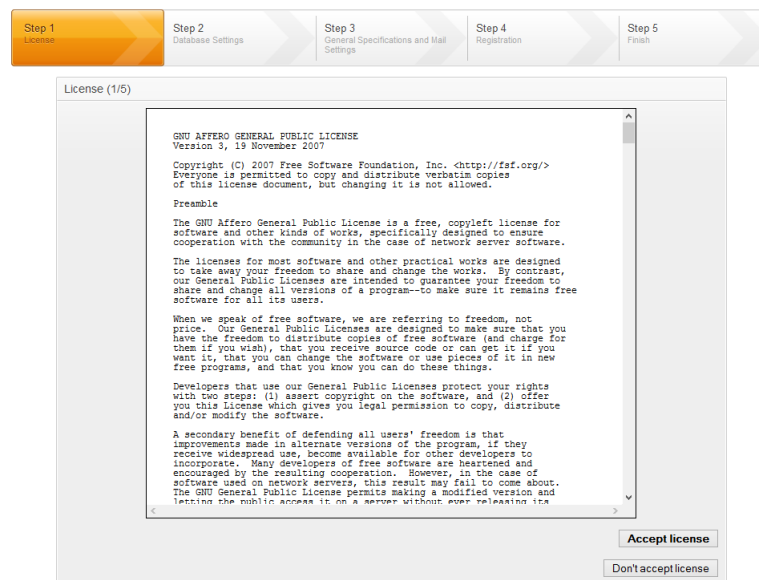 Step 1
License
Step 2
Database Settings
Step 3
General Specifications and Mail
Settings
Step 4
Registration
Step 5
Finish
License (1/5)
GNU AFFERO GENERAL PUBLIC LICENSE
Version 3, 19 November 2007
Copyright (C) 2007 Free Software Foundation, Inc. <http://fsf.org/>
Everyone is permitted to copy and distribute verbatim copies
of this license document, but changing it is not allowed.
Preamble
The GNU Affero General Public License is a free, copyleft license for
software and other kinds of works, specifically designed to ensure
cooperation with the community in the case of network server software.
The licenses for most software and other practical works are designed
to take away your freedom to share and change the works.  By contrast,
our General Public Licenses are intended to guarantee your freedom to
share and change all versions of a program--to make sure it remains free
software for all its users.
When we speak of free software, we are referring to freedom, not
price.  Our General Public Licenses are designed to make sure that you
have the freedom to distribute copies of free software (and charge for
them if you wish), that you receive source code or can get it if you
want it, that you can change the software or use pieces of it in new
free programs, and that you know you can do these things.
Developers that use our General Public Licenses protect your rights
with two steps: (1) assert copyright on the software, and (2) offer
you this License which gives you legal permission to copy, distribute
and/or modify the software.
A secondary benefit of defending all users' freedom is that
improvements made in alternate versions of the program, if they
receive widespread use, become available for other developers to
incorporate.  Many developers of free software are heartened and
encouraged by the resulting cooperation.  However, in the case of
software used on network servers, this result may fail to come about.
The GNU General Public License permits making a modified version and
letting the public access it on a server without ever releasing its
Accept license
Don't accept license